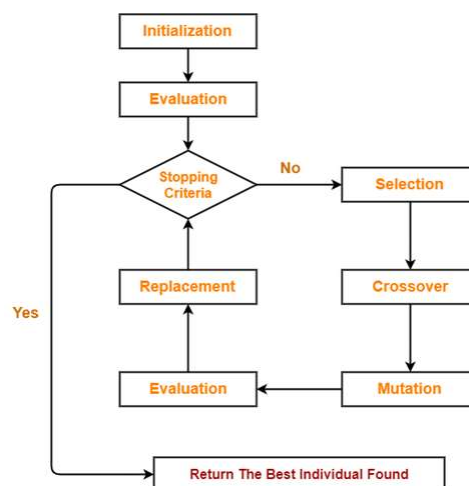 Initialization
Evaluation
Stopping
Criteria
No
Selection
Replacement
Crossover
Yes
Evaluation
Mutation
Return The Best Individual Found